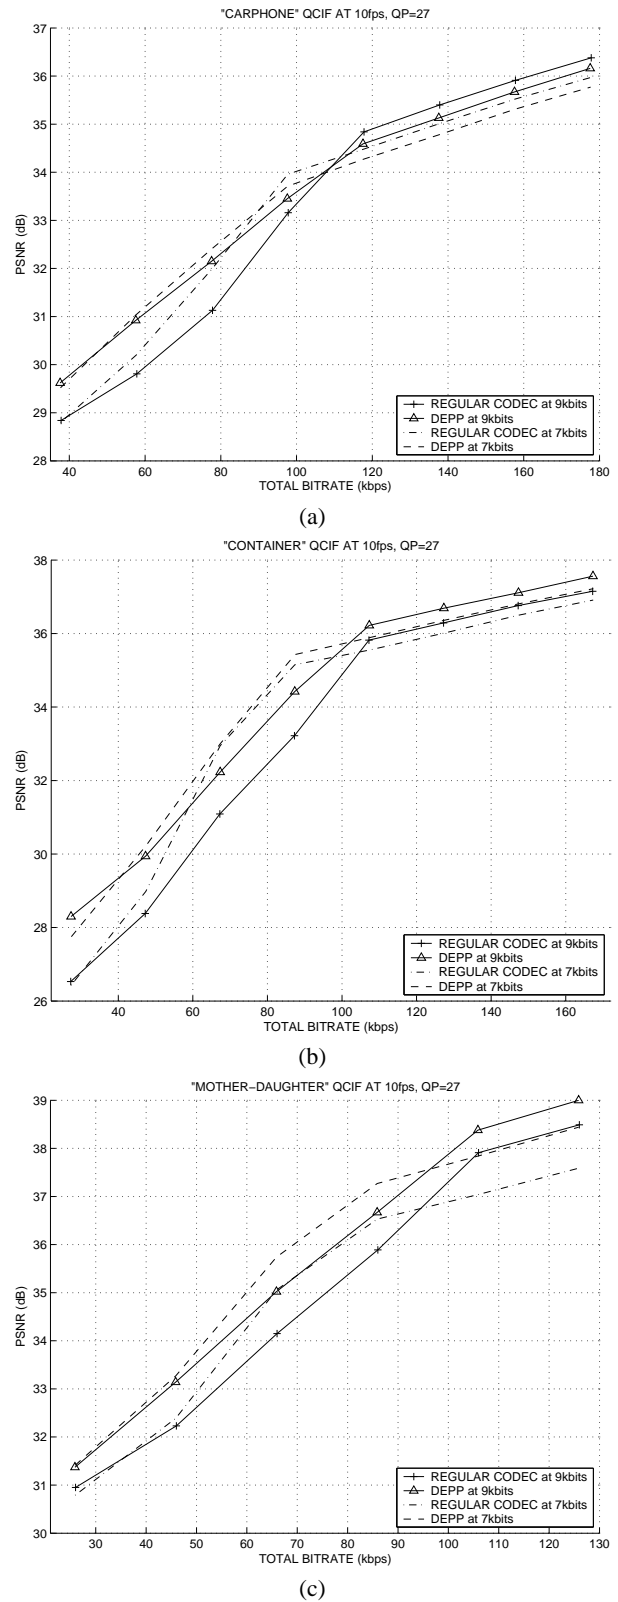 "CARPHONE" QCIF AT 10fps, QP=27
37
36
35
34
33
32
31
30
29
28
PSNR (dB)
REGULAR CODEC at 9kbits
DEPP at 9kbits
REGULAR CODEC at 7kbits
DEPP at 7kbits
40 60 80 100 120 140 160 180
TOTAL BITRATE (kbps)
(a)
"CONTAINER" QCIF AT 10fps, QP=27
38
36
34
32
30
28
26
PSNR (dB)
REGULAR CODEC at 9kbits
DEPP at 9kbits
REGULAR CODEC at 7kbits
DEPP at 7kbits
40 60 80 100 120 140 160
TOTAL BITRATE (kbps)
(b)
"MOTHER−DAUGHTER" QCIF AT 10fps, QP=27
39
38
37
36
35
34
33
32
31
30
PSNR (dB)
REGULAR CODEC at 9kbits
DEPP at 9kbits
REGULAR CODEC at 7kbits
DEPP at 7kbits
30 40 50 60 70 80 90 100 110 120 130
TOTAL BITRATE (kbps)
(c)